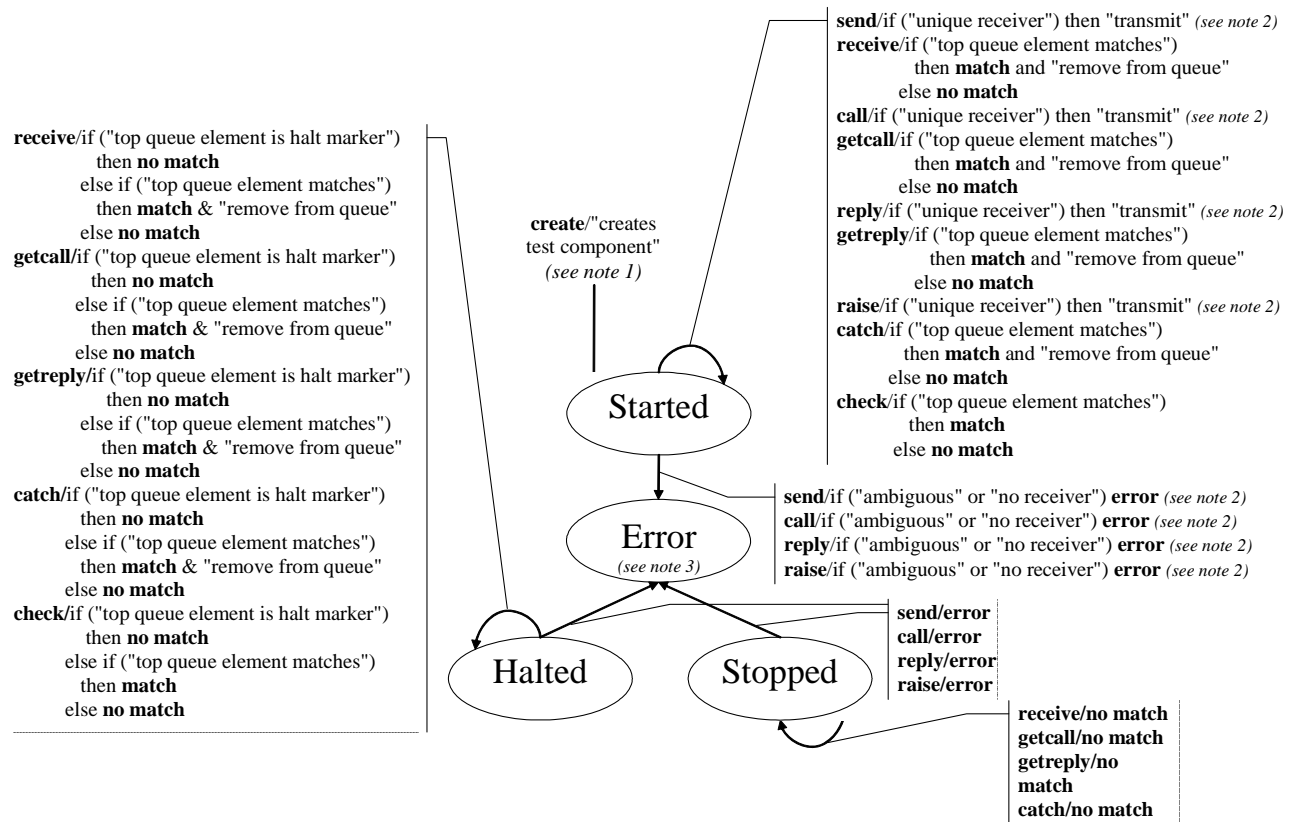 send/if ("unique receiver") then "transmit" (see note 2)
receive/if ("top queue element matches")
then match and "remove from queue"
else no match
call/if ("unique receiver") then "transmit" (see note 2)
getcall/if ("top queue element matches")
then match and "remove from queue"
else no match
reply/if ("unique receiver") then "transmit" (see note 2)
getreply/if ("top queue element matches")
then match and "remove from queue"
else no match
raise/if ("unique receiver") then "transmit" (see note 2)
catch/if ("top queue element matches")
then match and "remove from queue"
else no match
check/if ("top queue element matches")
then match
else no match
receive/if ("top queue element is halt marker")
then no match
else if ("top queue element matches")
then match & "remove from queue"
else no match
getcall/if ("top queue element is halt marker")
then no match
else if ("top queue element matches")
then match & "remove from queue"
else no match
getreply/if ("top queue element is halt marker")
then no match
else if ("top queue element matches")
then match & "remove from queue"
else no match
catch/if ("top queue element is halt marker")
then no match
else if ("top queue element matches")
then match & "remove from queue"
else no match
check/if ("top queue element is halt marker")
then no match
else if ("top queue element matches")
then match
else no match
create/"creates
test component"
(see note 1)
Started
send/if ("ambiguous" or "no receiver") error (see note 2)
call/if ("ambiguous" or "no receiver") error (see note 2)
reply/if ("ambiguous" or "no receiver") error (see note 2)
raise/if ("ambiguous" or "no receiver") error (see note 2)
Error
(see note 3)
send/error
call/error
reply/error
raise/error
Halted
Stopped
receive/no match
getcall/no match
getreply/no
match
catch/no match